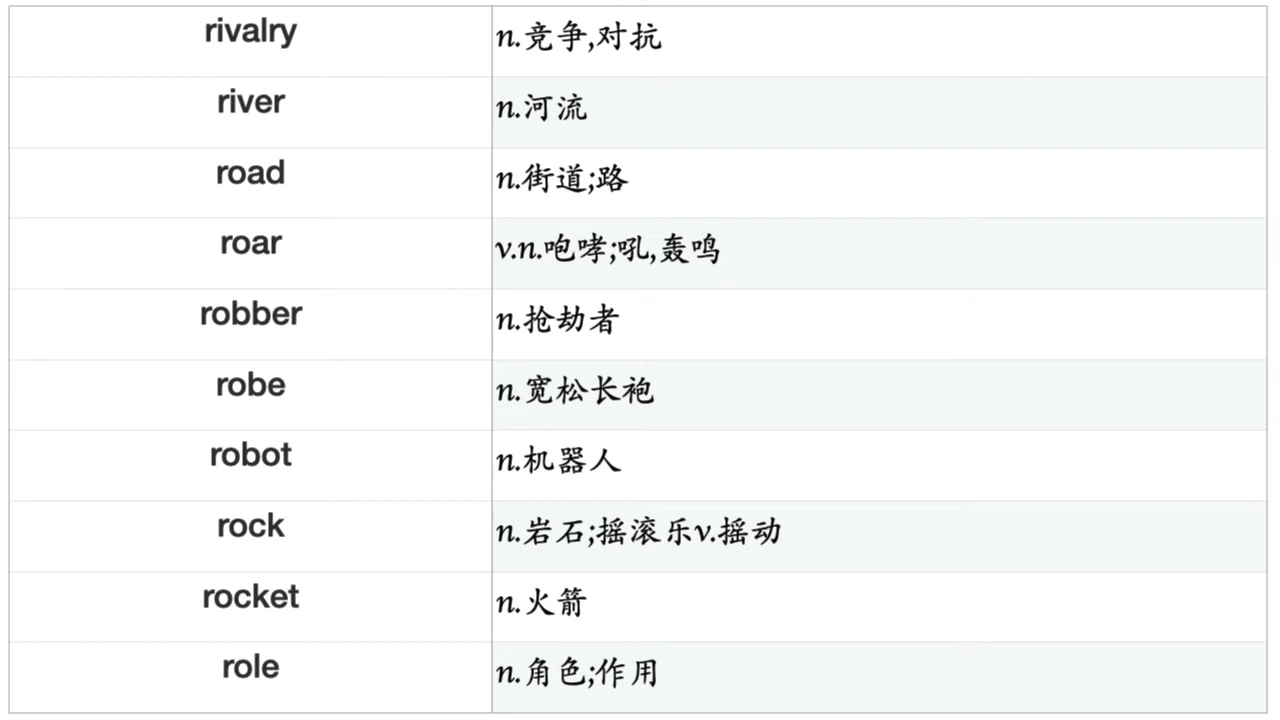 rivalry n.竞争,对抗
river n.河流
road n.街道;路
roar v.n.咆哮;吼,轰鸣
robber n.抢劫者
robe n.宽松长袍
robot n.机器人
rock n.岩石;摇滚乐v.摇动
rocket n.火箭
role n.角色;作用